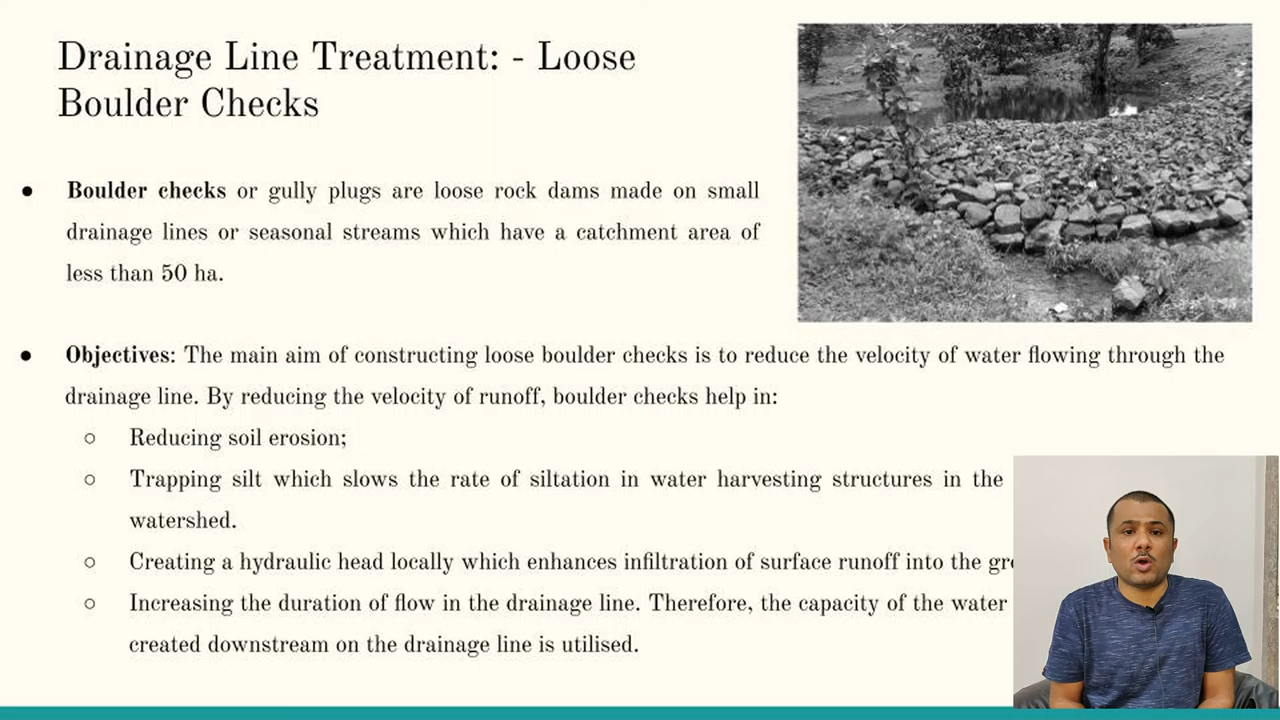 Drainage Line Treatment: - Loose
Boulder Checks
● Boulder checks or gully plugs are loose rock dams made on small
drainage lines or seasonal streams which have a catchment area of
less than 50 ha.
● Objectives: The main aim of constructing loose boulder checks is to reduce the velocity of water flowing through the
drainage line. By reducing the velocity of runoff, boulder checks help in:
○ Reducing soil erosion;
○ Trapping silt which slows the rate of siltation in water harvesting structures in the
watershed.
○ Creating a hydraulic head locally which enhances infiltration of surface runoff into the
○ Increasing the duration of flow in the drainage line. Therefore, the capacity of the water
created downstream on the drainage line is utilised.